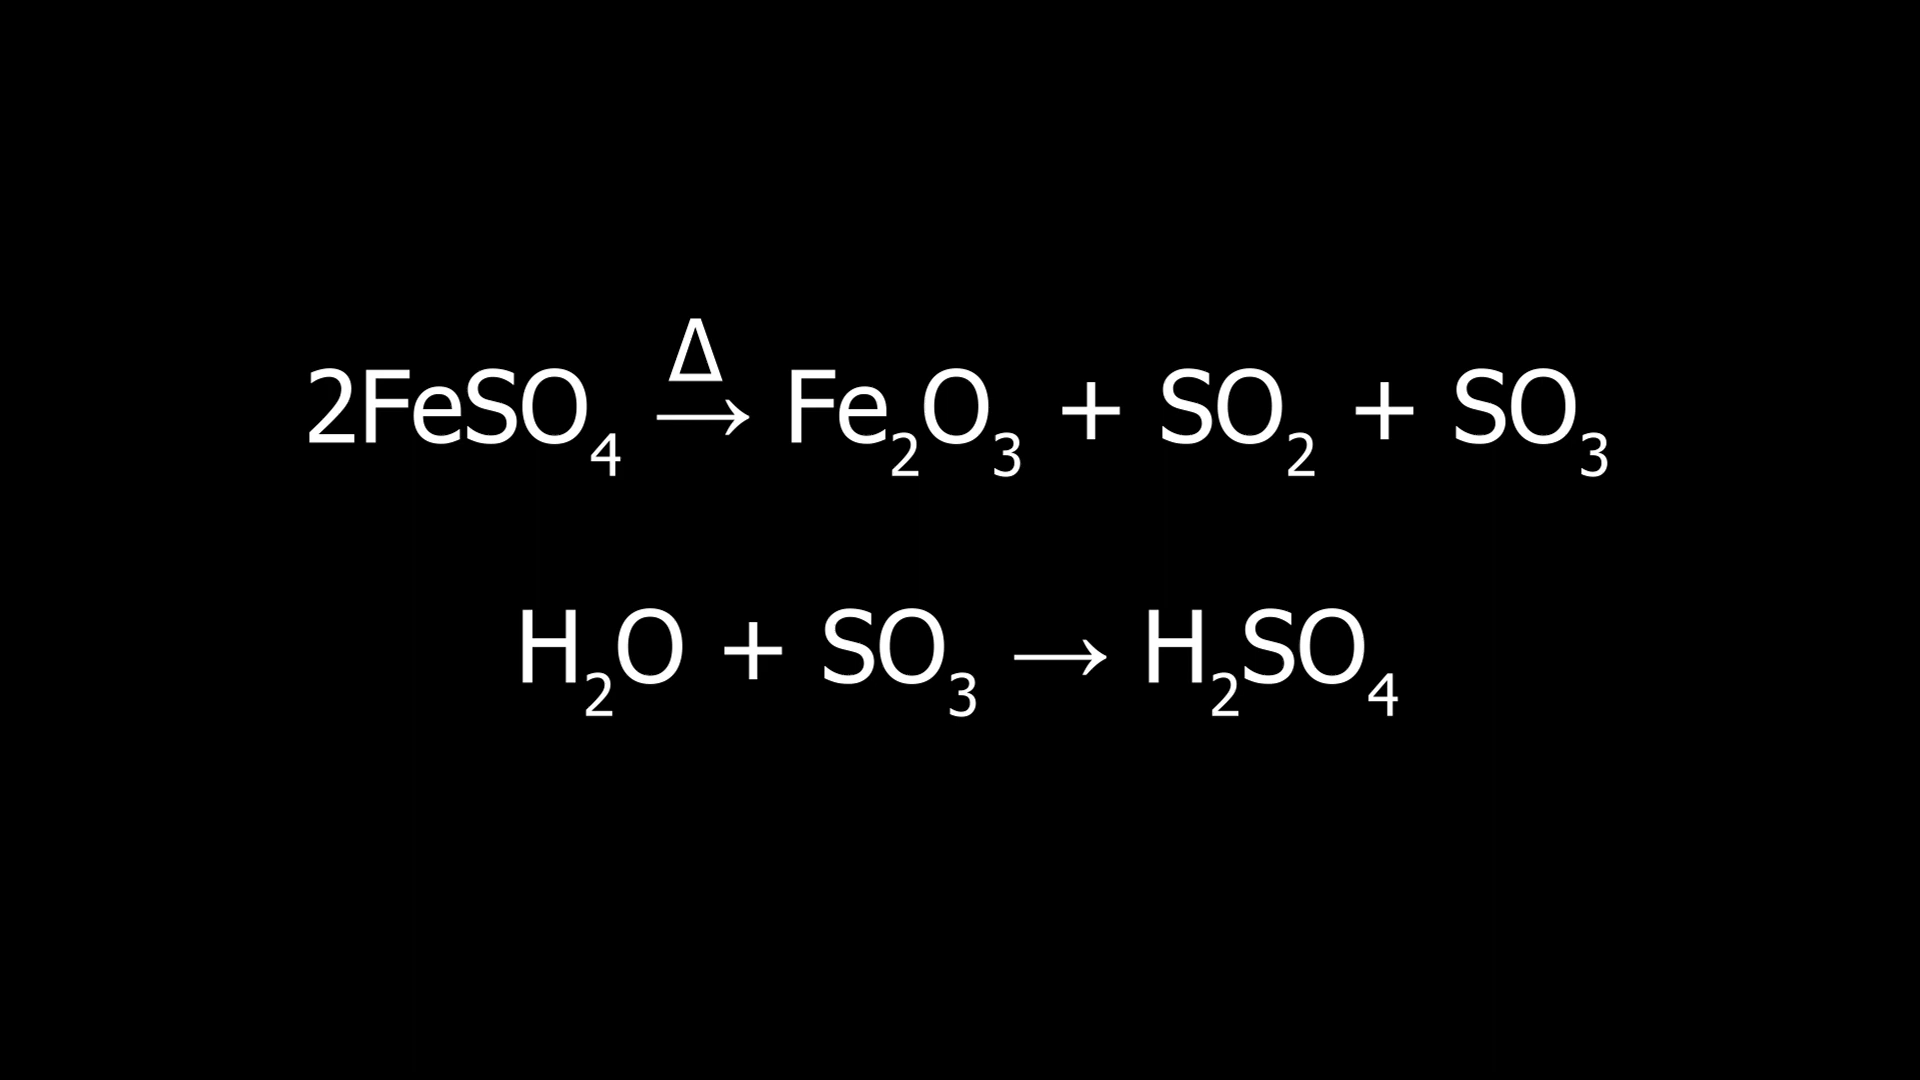 2FeSO₄ →Δ Fe₂O₃ + SO₂ + SO₃
H₂O + SO₃ → H₂SO₄